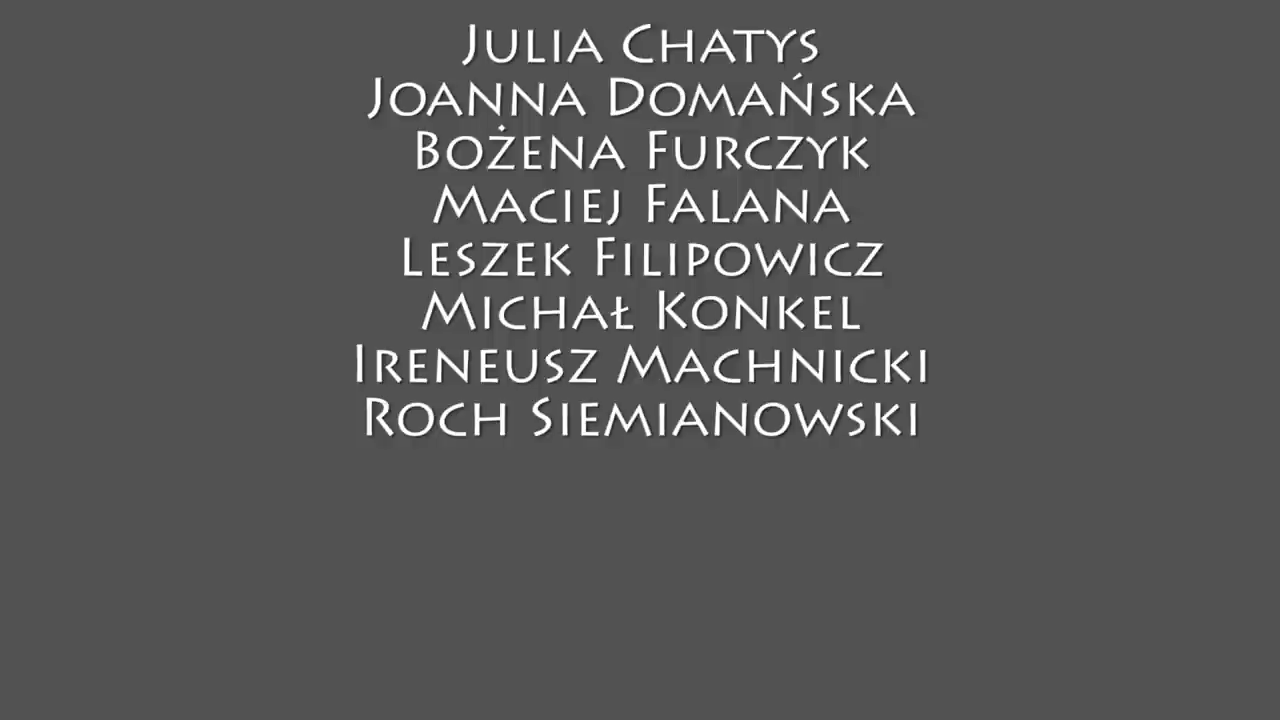 Julia Chatys
Joanna Domańska
Bożena Furczyk
Maciej Falana
Leszek Filipowicz
Michał Konkel
Ireneusz Machnicki
Roch Siemianowski